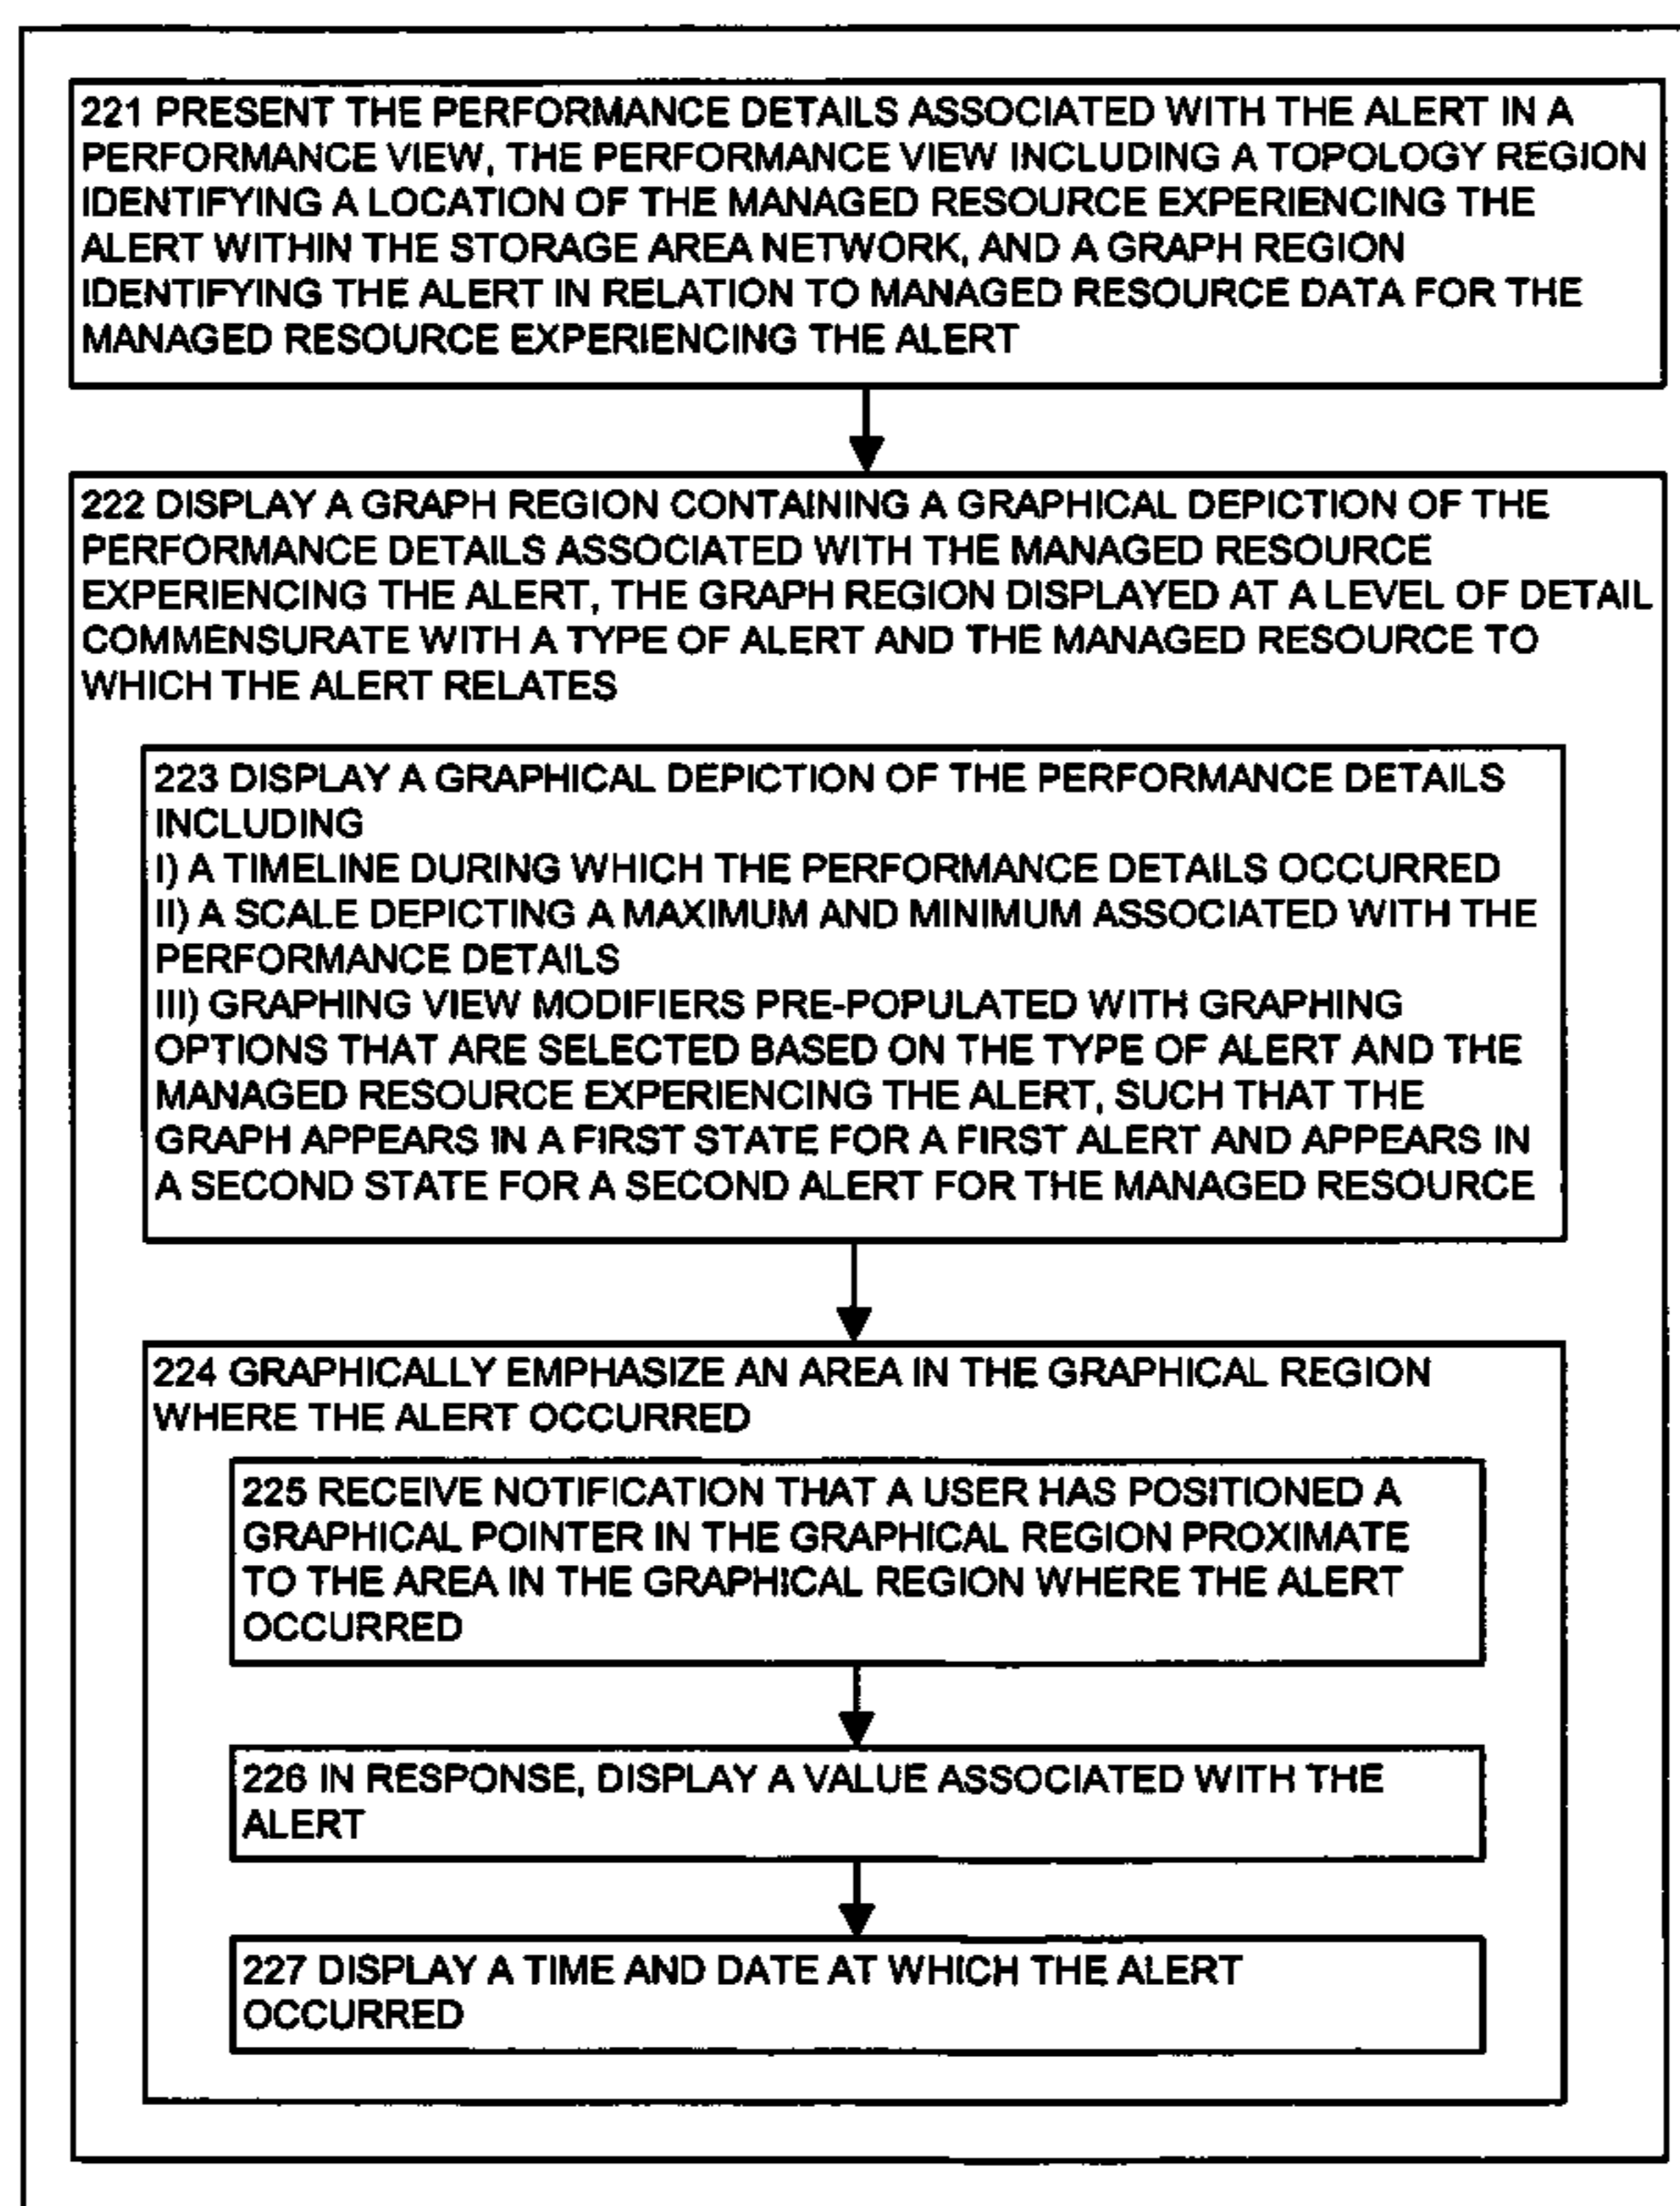 221 PRESENT THE PERFORMANCE DETAILS ASSOCIATED WITH THE ALERT IN A
PERFORMANCE VIEW, THE PERFORMANCE VIEW INCLUDING A TOPOLOGY REGION
IDENTIFYING A LOCATION OF THE MANAGED RESOURCE EXPERIENCING THE
ALERT WITHIN THE STORAGE AREA NETWORK, AND A GRAPH REGION
IDENTIFYING THE ALERT IN RELATION TO MANAGED RESOURCE DATA FOR THE
MANAGED RESOURCE EXPERIENCING THE ALERT
222 DISPLAY A GRAPH REGION CONTAINING A GRAPHICAL DEPICTION OF THE
PERFORMANCE DETAILS ASSOCIATED WITH THE MANAGED RESOURCE
EXPERIENCING THE ALERT, THE GRAPH REGION DISPLAYED AT A LEVEL OF DETAIL
COMMENSURATE WITH A TYPE OF ALERT AND THE MANAGED RESOURCE TO
WHICH THE ALERT RELATES
223 DISPLAY A GRAPHICAL DEPICTION OF THE PERFORMANCE DETAILS
INCLUDING
I) A TIMELINE DURING WHICH THE PERFORMANCE DETAILS OCCURRED
II) A SCALE DEPICTING A MAXIMUM AND MINIMUM ASSOCIATED WITH THE
PERFORMANCE DETAILS
III) GRAPHING VIEW MODIFIERS PRE-POPULATED WITH GRAPHING
OPTIONS THAT ARE SELECTED BASED ON THE TYPE OF ALERT AND THE
MANAGED RESOURCE EXPERIENCING THE ALERT, SUCH THAT THE
GRAPH APPEARS IN A FIRST STATE FOR A FIRST ALERT AND APPEARS IN
A SECOND STATE FOR A SECOND ALERT FOR THE MANAGED RESOURCE
224 GRAPHICALLY EMPHASIZE AN AREA IN THE GRAPHICAL REGION
WHERE THE ALERT OCCURRED
225 RECEIVE NOTIFICATION THAT A USER HAS POSITIONED A
GRAPHICAL POINTER IN THE GRAPHICAL REGION PROXIMATE
TO THE AREA IN THE GRAPHICAL REGION WHERE THE ALERT
OCCURRED
226 IN RESPONSE, DISPLAY A VALUE ASSOCIATED WITH THE
ALERT
227 DISPLAY A TIME AND DATE AT WHICH THE ALERT
OCCURRED